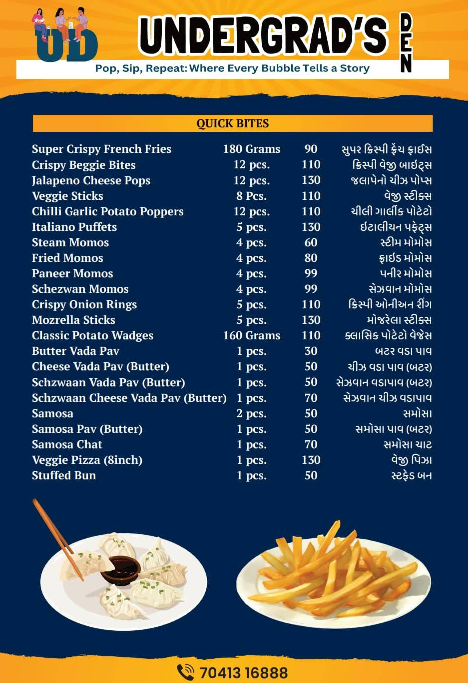 UD UNDERGRAD'S DEN
Pop, Sip, Repeat: Where Every Bubble Tells a Story
QUICK BITES
Super Crispy French Fries 180 Grams 90 સુપર ક્રિસ્પી ફ્રેંચ ફ્રાઈસ
Crispy Beggie Bites 12 pcs. 110 ક્રિસ્પી વેજી બાઇટ્સ
Jalapeno Cheese Pops 12 pcs. 130 જલાપેનો ચીઝ પોપ્સ
Veggie Sticks 8 Pcs. 110 વેજી સ્ટીક્સ
Chilli Garlic Potato Poppers 12 pcs. 110 ચીલી ગાર્લીક પોટેટો
Italiano Puffets 5 pcs. 130 ઇટાલીયન પફેટ્સ
Steam Momos 4 pcs. 60 સ્ટીમ મોમોસ
Fried Momos 4 pcs. 80 ફ્રાઇડ મોમોસ
Paneer Momos 4 pcs. 99 પનીર મોમોસ
Schezwan Momos 4 pcs. 99 સેઝવાન મોમોસ
Crispy Onion Rings 5 pcs. 110 ક્રિસ્પી ઓનીઅન રીંગ
Mozrella Sticks 5 pcs. 130 મોજરેલા સ્ટીક્સ
Classic Potato Wadges 160 Grams 110 ક્લાસિક પોટેટો વેજેસ
Butter Vada Pav 1 pcs. 30 બટર વડા પાવ
Cheese Vada Pav (Butter) 1 pcs. 50 ચીઝ વડા પાવ (બટર)
Schzwaan Vada Pav (Butter) 1 pcs. 50 સેઝવાન વડાપાવ (બટર)
Schzwaan Cheese Vada Pav (Butter) 1 pcs. 70 સેઝવાન ચીઝ વડાપાવ
Samosa 2 pcs. 50 સમોસા
Samosa Pav (Butter) 1 pcs. 50 સમોસા પાવ (બટર)
Samosa Chat 1 pcs. 70 સમોસા ચાટ
Veggie Pizza (8inch) 1 pcs. 130 વેજી પિઝા
Stuffed Bun 1 pcs. 50 સ્ટફ્ડ બન
70413 16888